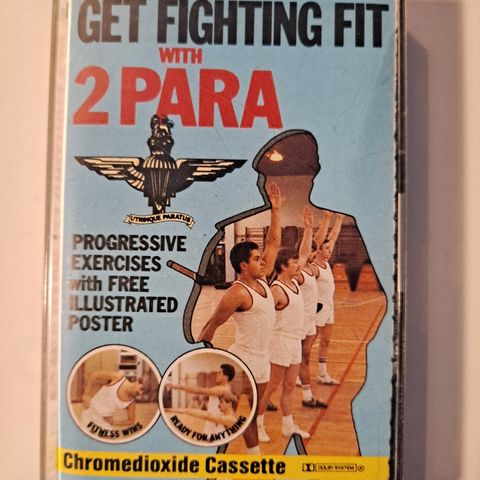 GET FIGHTING FIT
WITH
2 PARA
UTRINQUE PARATUS
PROGRESSIVE
EXERCISES
with FREE
ILLUSTRATED
POSTER
FITNESS WINS
READY FOR ANYTHING
Chromedioxide Cassette
DOLBY SYSTEM